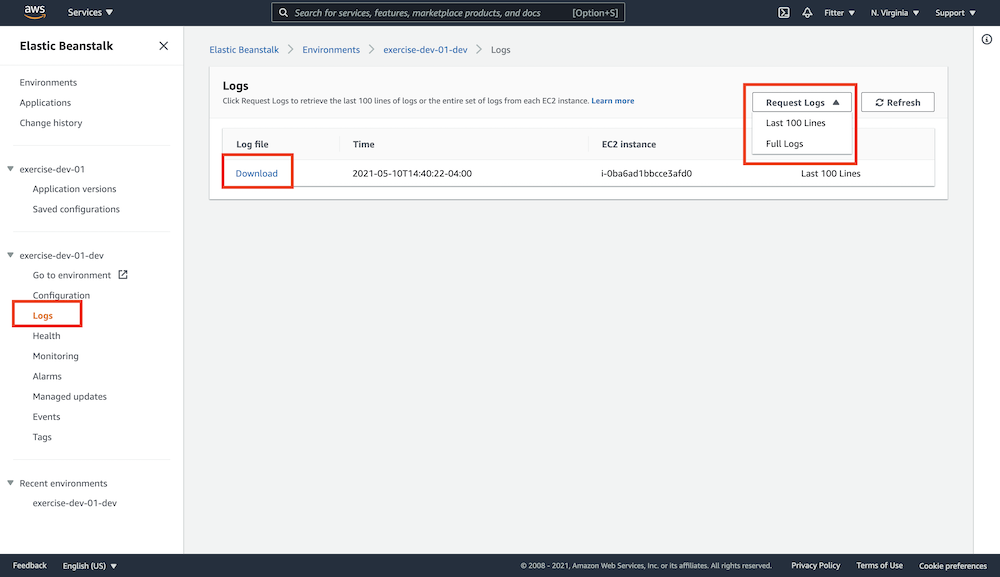 aws Services ▼ Search for services, features, marketplace products, and docs [Option+S] Fitter ▼ N. Virginia ▼ Support ▼
Elastic Beanstalk
Environments
Applications
Change history
exercise-dev-01
Application versions
Saved configurations
exercise-dev-01-dev
Go to environment
Configuration
Logs
Health
Monitoring
Alarms
Managed updates
Events
Tags
Recent environments
exercise-dev-01-dev
Elastic Beanstalk > Environments > exercise-dev-01-dev > Logs
Logs
Click Request Logs to retrieve the last 100 lines of logs or the entire set of logs from each EC2 instance. Learn more
Request Logs ▲ Refresh
Last 100 Lines
Full Logs
Log file Time EC2 instance
Download 2021-05-10T14:40:22-04:00 i-0ba6ad1bbcce3afd0 Last 100 Lines
Feedback English (US) ▼ © 2008 - 2021, Amazon Web Services, Inc. or its affiliates. All rights reserved. Privacy Policy Terms of Use Cookie preferences